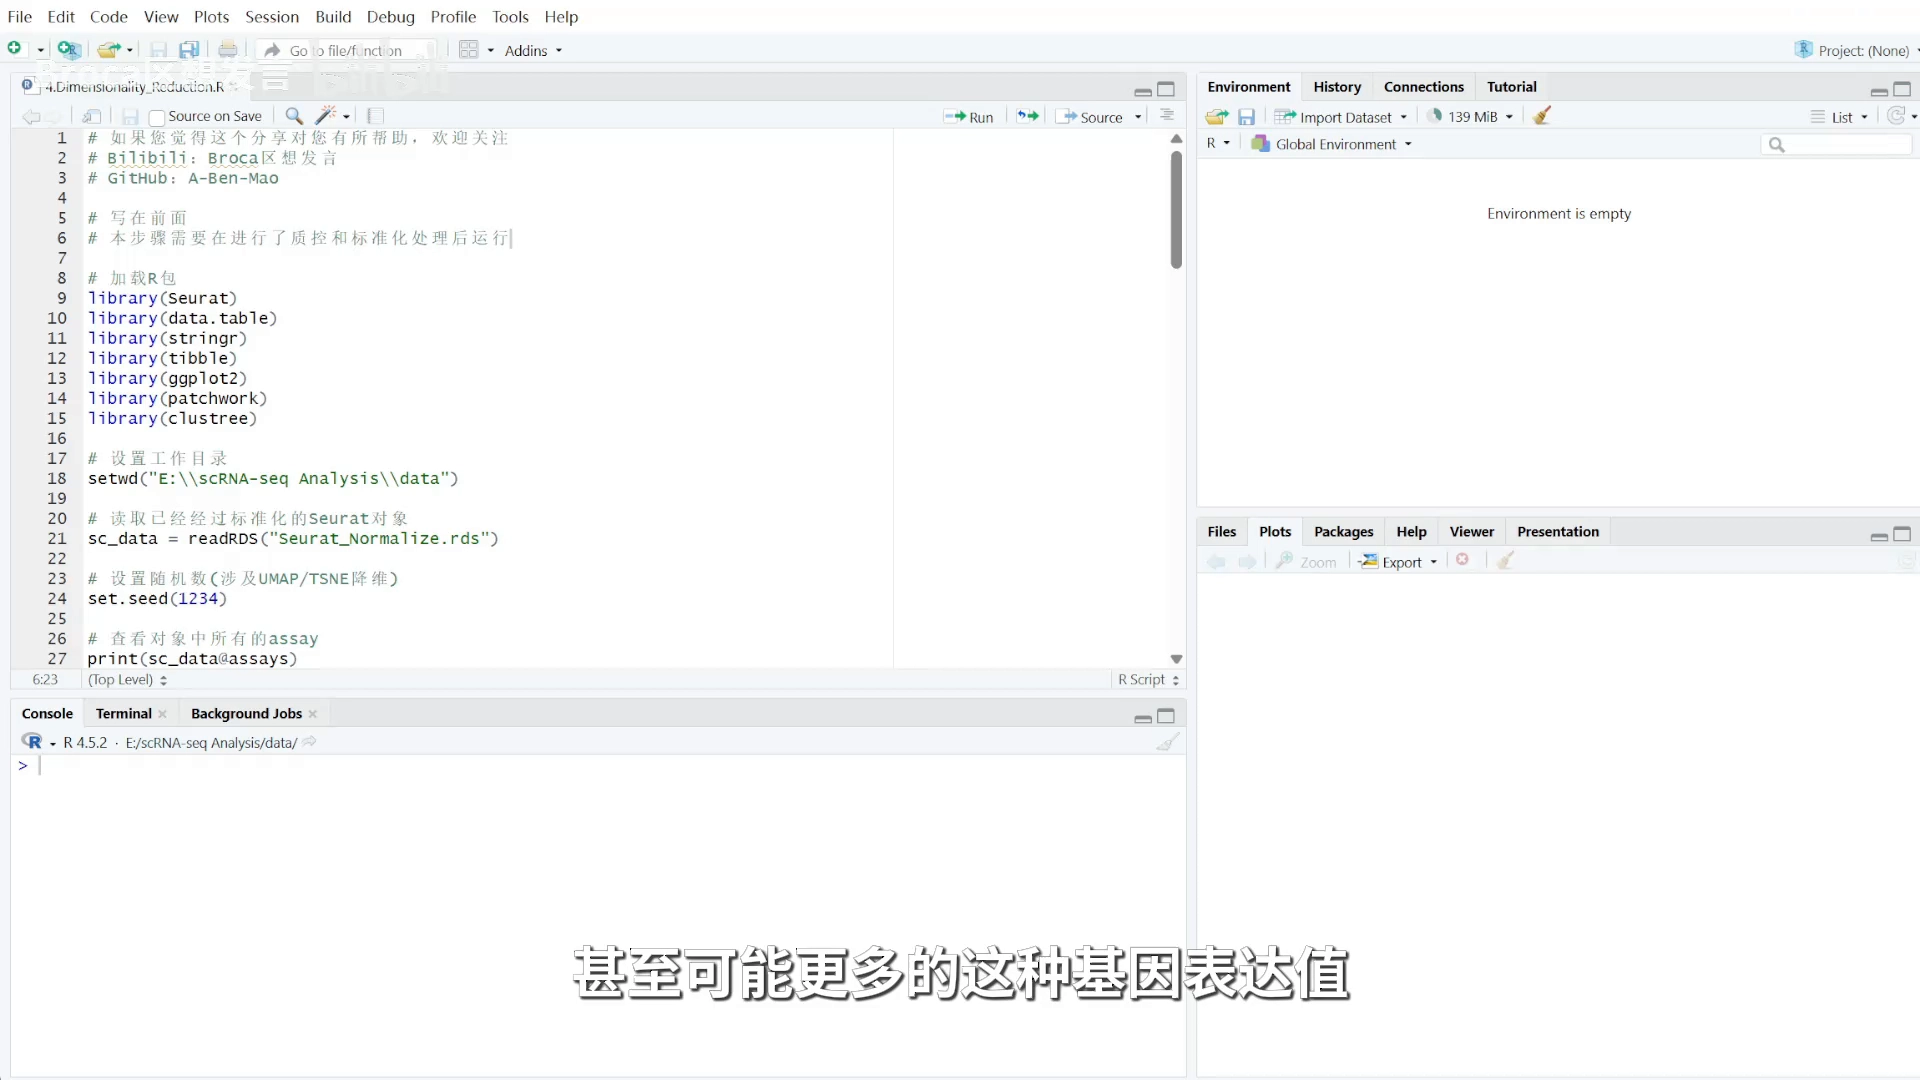 File Edit Code View Plots Session Build Debug Profile Tools Help
Go to file/function Addins Project: (None)
4.Dimensionality_Reduction.R
Source on Save Run Source
1 # 如果您觉得这个分享对您有所帮助，欢迎关注
2 # Bilibili：Broca区想发言
3 # GitHub：A-Ben-Mao
4
5 # 写在前面
6 # 本步骤需要在进行了质控和标准化处理后运行
7
8 # 加载R包
9 library(Seurat)
10 library(data.table)
11 library(stringr)
12 library(tibble)
13 library(ggplot2)
14 library(patchwork)
15 library(clustree)
16
17 # 设置工作目录
18 setwd("E:\\scRNA-seq Analysis\\data")
19
20 # 读取已经经过标准化的Seurat对象
21 sc_data = readRDS("Seurat_Normalize.rds")
22
23 # 设置随机数(涉及UMAP/TSNE降维)
24 set.seed(1234)
25
26 # 查看对象中所有的assay
27 print(sc_data@assays)
6:23 (Top Level) R Script
Console Terminal Background Jobs
R 4.5.2 · E:/scRNA-seq Analysis/data/
>
Environment History Connections Tutorial
Import Dataset 139 MiB List
R Global Environment
Environment is empty
Files Plots Packages Help Viewer Presentation
Zoom Export
甚至可能更多的这种基因表达值